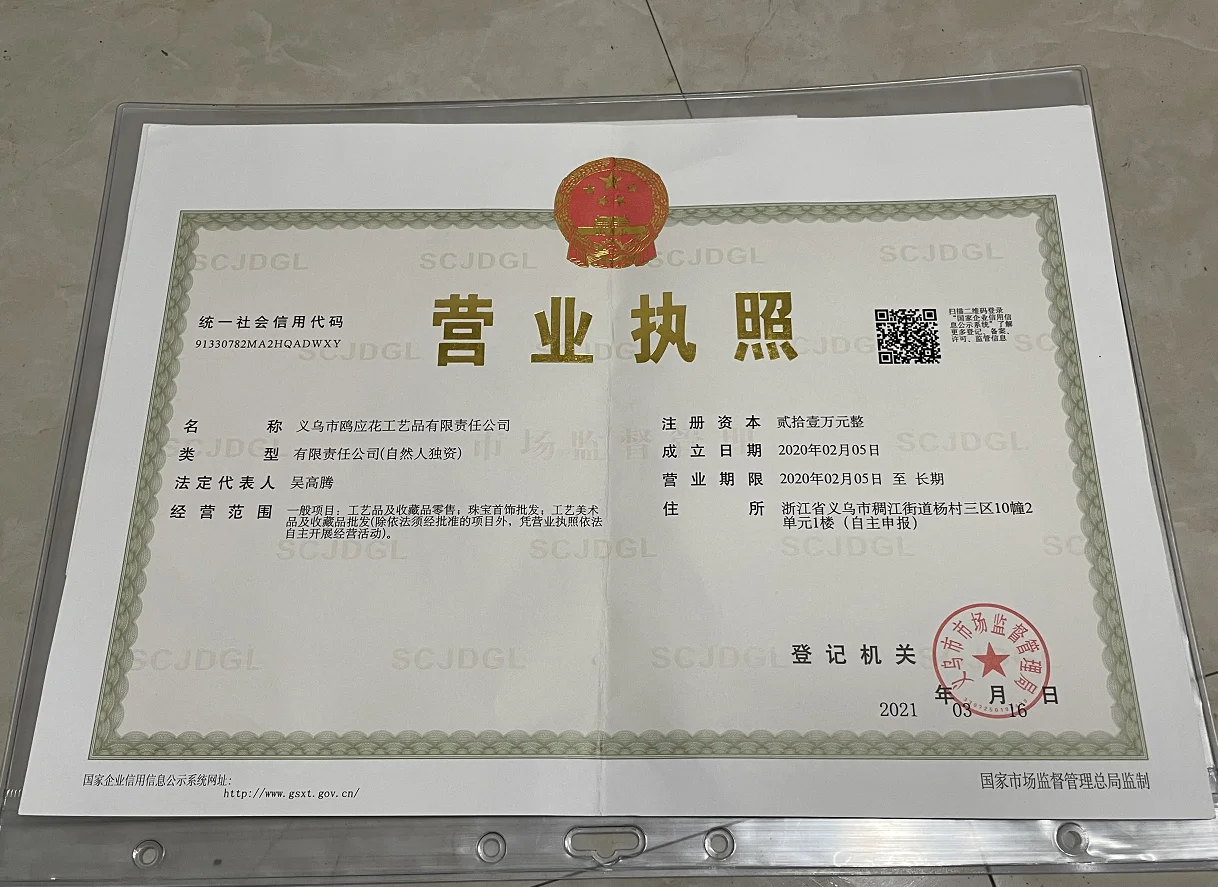 SCJDGL SCJDGL SCJDGL SCJDGL
统一社会信用代码
91330782MA2HQADWXY
营业执照
扫描二维码登录
“国家企业信用信
息公示系统”了解
更多登记、备案、
许可、监管信息
SCJDGL
名称 义乌市鸥应花工艺品有限责任公司
类型 有限责任公司(自然人独资)
法定代表人 吴高腾
经营范围 一般项目：工艺品及收藏品零售；珠宝首饰批发；工艺美术
品及收藏品批发(除依法须经批准的项目外，凭营业执照依法
自主开展经营活动)。
注册资本 贰拾壹万元整
成立日期 2020年02月05日
营业期限 2020年02月05日 至 长期
住所 浙江省义乌市稠江街道杨村三区10幢2
单元1楼（自主申报）
市场监督管理
SCJDGL
SCJDGL SCJDGL SCJDGL
SCJDGL SCJDGL SCJDGL
登记机关
义乌市市场监督管理局
2021年03月16日
国家企业信用信息公示系统网址：
http://www.gsxt.gov.cn/
国家市场监督管理总局监制